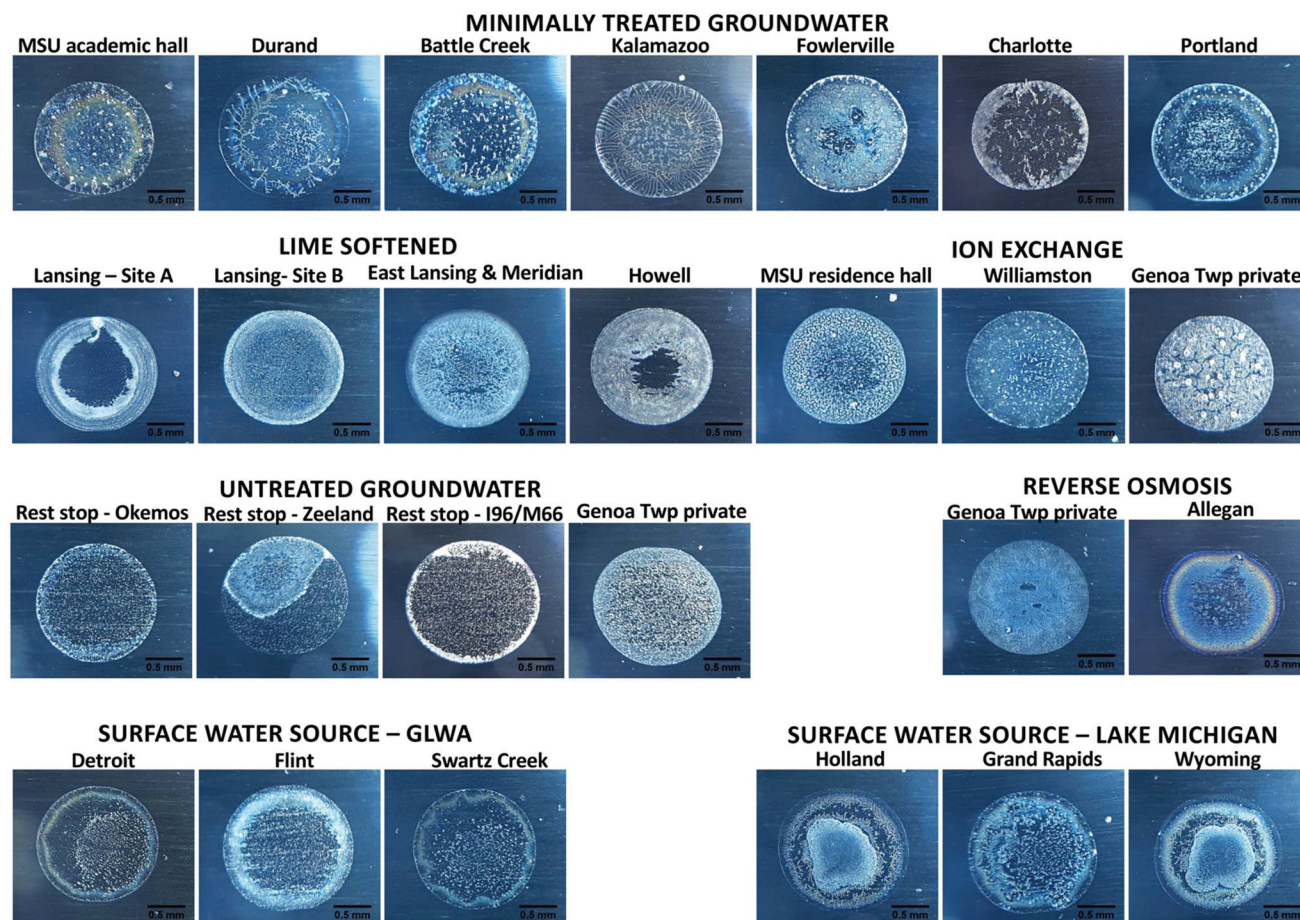 MINIMALLY TREATED GROUNDWATER
MSU academic hall Durand Battle Creek Kalamazoo Fowlerville Charlotte Portland
0.5 mm 0.5 mm 0.5 mm 0.5 mm 0.5 mm 0.5 mm 0.5 mm
LIME SOFTENED ION EXCHANGE
Lansing – Site A Lansing- Site B East Lansing & Meridian Howell MSU residence hall Williamston Genoa Twp private
0.5 mm 0.5 mm 0.5 mm 0.5 mm 0.5 mm 0.5 mm 0.5 mm
UNTREATED GROUNDWATER REVERSE OSMOSIS
Rest stop - Okemos Rest stop - Zeeland Rest stop - I96/M66 Genoa Twp private Genoa Twp private Allegan
0.5 mm 0.5 mm 0.5 mm 0.5 mm 0.5 mm 0.5 mm
SURFACE WATER SOURCE – GLWA SURFACE WATER SOURCE – LAKE MICHIGAN
Detroit Flint Swartz Creek Holland Grand Rapids Wyoming
0.5 mm 0.5 mm 0.5 mm 0.5 mm 0.5 mm 0.5 mm